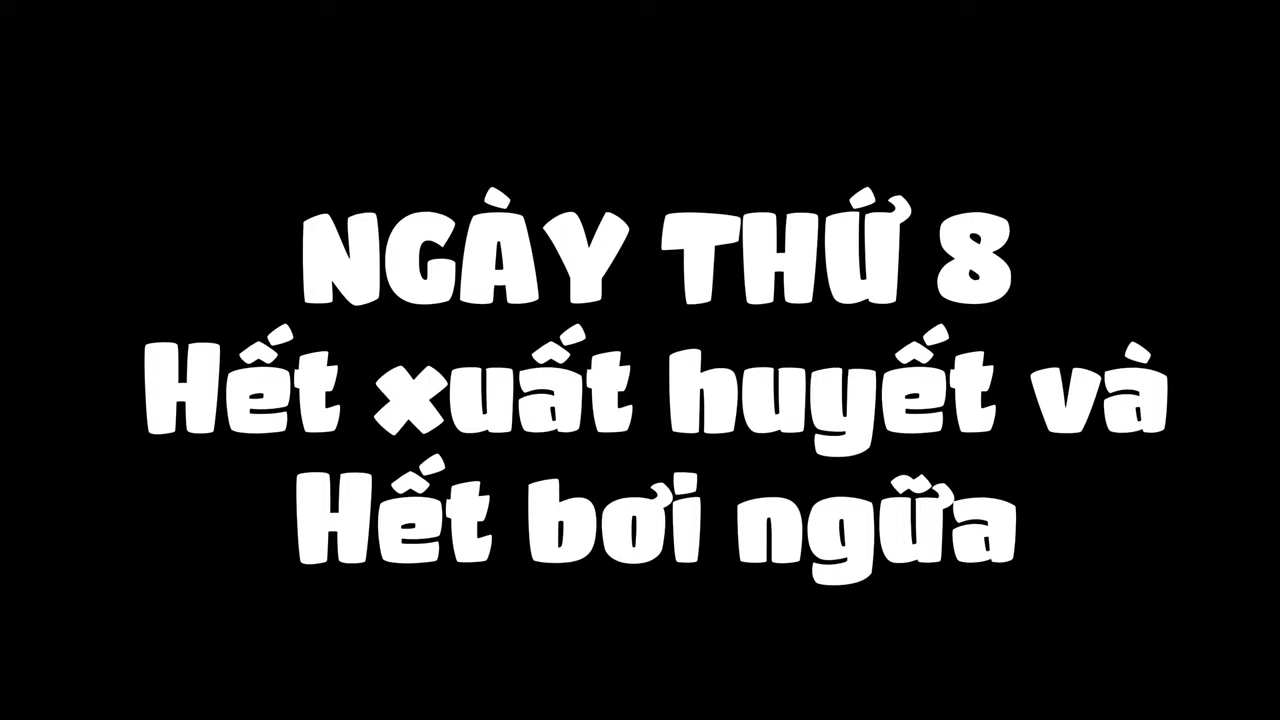 NGÀY THỨ 8
Hết xuất huyết và
Hết bơi ngữa